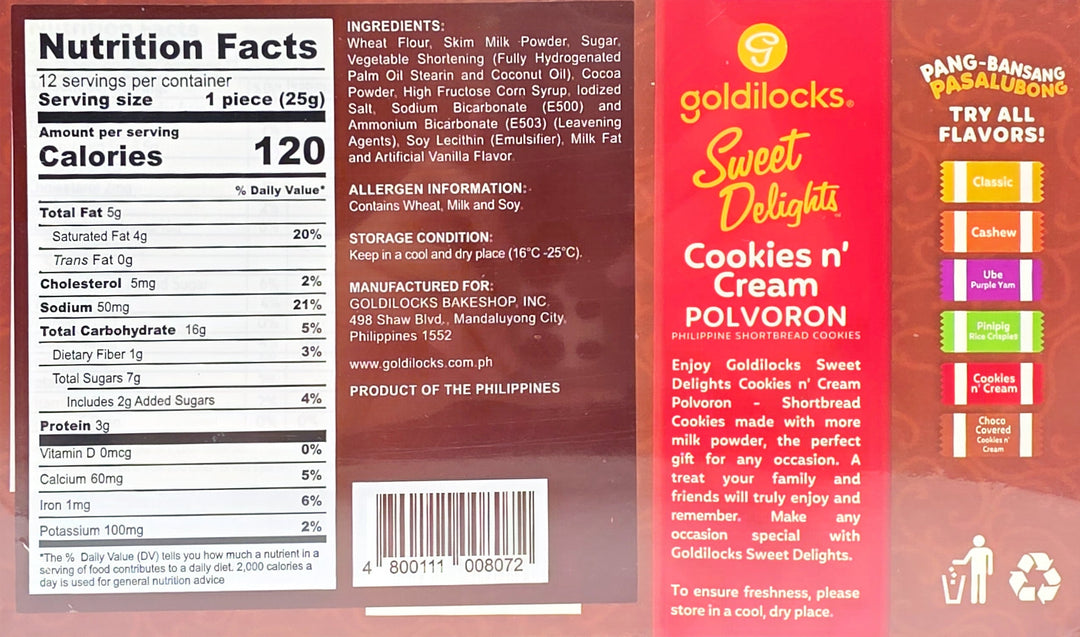 Nutrition Facts
12 servings per container
Serving size 1 piece (25g)
Amount per serving
Calories 120
% Daily Value*
Total Fat 5g
Saturated Fat 4g 20%
Trans Fat 0g
Cholesterol 5mg 2%
Sodium 50mg 21%
Total Carbohydrate 16g 5%
Dietary Fiber 1g 3%
Total Sugars 7g
Includes 2g Added Sugars 4%
Protein 3g
Vitamin D 0mcg 0%
Calcium 60mg 5%
Iron 1mg 6%
Potassium 100mg 2%
*The % Daily Value (DV) tells you how much a nutrient in a
serving of food contributes to a daily diet. 2,000 calories a
day is used for general nutrition advice
INGREDIENTS:
Wheat Flour, Skim Milk Powder, Sugar,
Vegetable Shortening (Fully Hydrogenated
Palm Oil Stearin and Coconut Oil), Cocoa
Powder, High Fructose Corn Syrup, Iodized
Salt, Sodium Bicarbonate (E500) and
Ammonium Bicarbonate (E503) (Leavening
Agents), Soy Lecithin (Emulsifier), Milk Fat
and Artificial Vanilla Flavor.
ALLERGEN INFORMATION:
Contains Wheat, Milk and Soy.
STORAGE CONDITION:
Keep in a cool and dry place (16°C -25°C).
MANUFACTURED FOR:
GOLDILOCKS BAKESHOP, INC.
498 Shaw Blvd., Mandaluyong City,
Philippines 1552
www.goldilocks.com.ph
PRODUCT OF THE PHILIPPINES
4 800111 008072
goldilocks®
Sweet
Delights™
Cookies n'
Cream
POLVORON
PHILIPPINE SHORTBREAD COOKIES
Enjoy Goldilocks Sweet
Delights Cookies n' Cream
Polvoron - Shortbread
Cookies made with more
milk powder, the perfect
gift for any occasion. A
treat your family and
friends will truly enjoy and
remember. Make any
occasion special with
Goldilocks Sweet Delights.
To ensure freshness, please
store in a cool, dry place.
PANG-BANSANG
PASALUBONG
TRY ALL
FLAVORS!
Classic
Cashew
Ube
Purple Yam
Pinipig
Rice Crispies
Cookies
n' Cream
Choco
Covered
Cookies n'
Cream